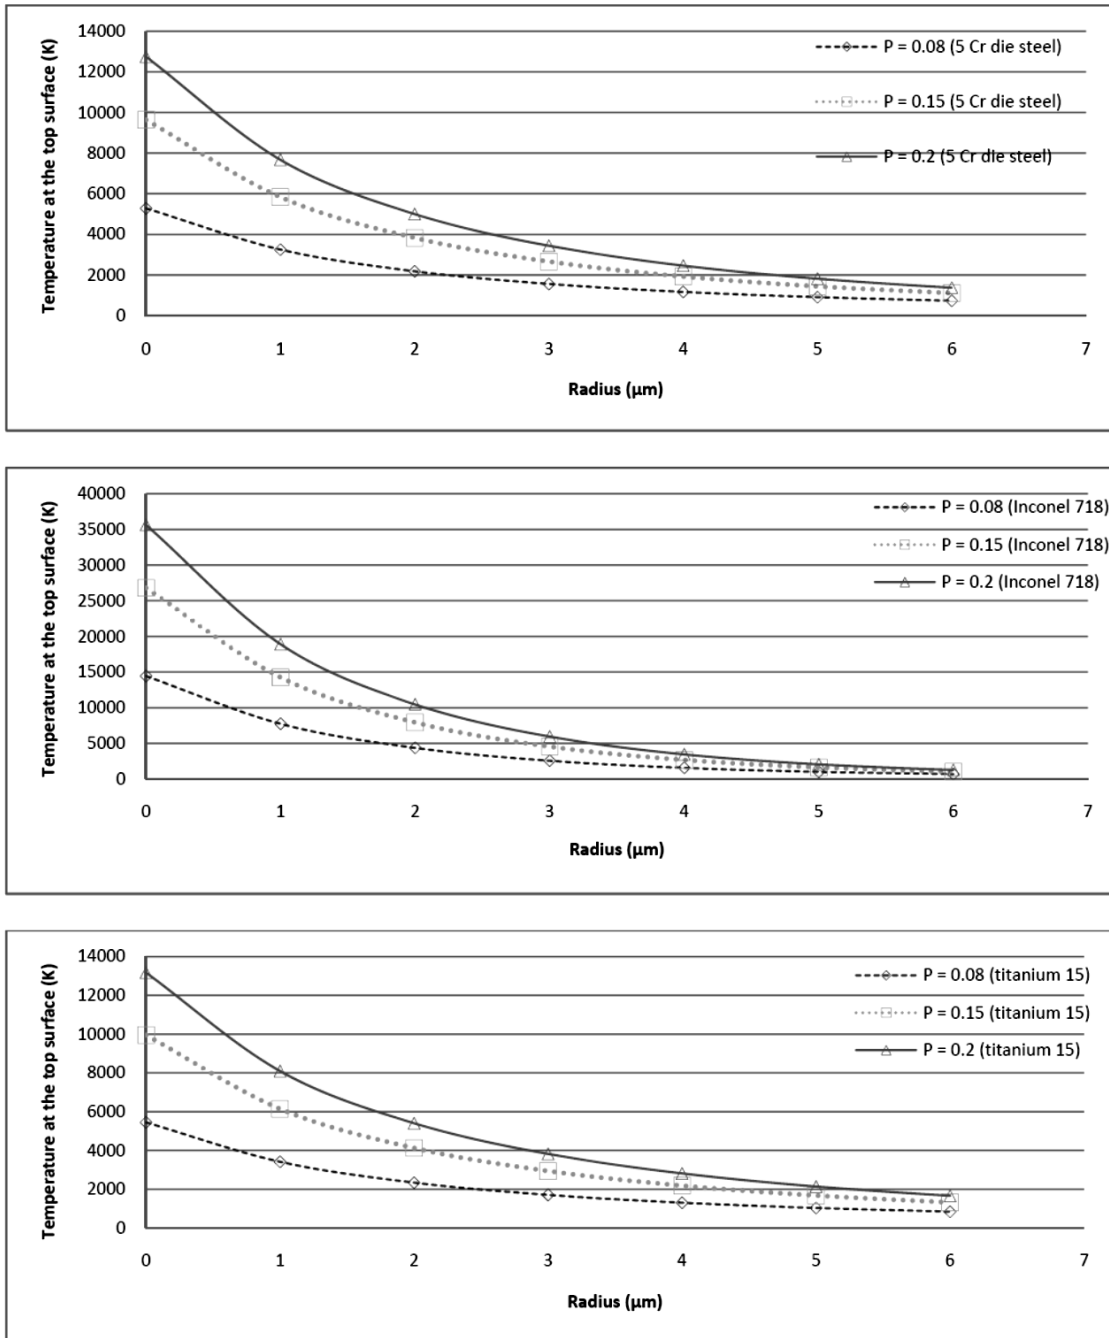 Temperature at the top surface (K)
14000
12000
10000
8000
6000
4000
2000
0
P = 0.08 (5 Cr die steel)
P = 0.15 (5 Cr die steel)
P = 0.2 (5 Cr die steel)
0 1 2 3 4 5 6 7
Radius (µm)
Temperature at the top surface (K)
40000
35000
30000
25000
20000
15000
10000
5000
0
P = 0.08 (Inconel 718)
P = 0.15 (Inconel 718)
P = 0.2 (Inconel 718)
0 1 2 3 4 5 6 7
Radius (µm)
Temperature at the top surface (K)
14000
12000
10000
8000
6000
4000
2000
0
P = 0.08 (titanium 15)
P = 0.15 (titanium 15)
P = 0.2 (titanium 15)
0 1 2 3 4 5 6 7
Radius (µm)